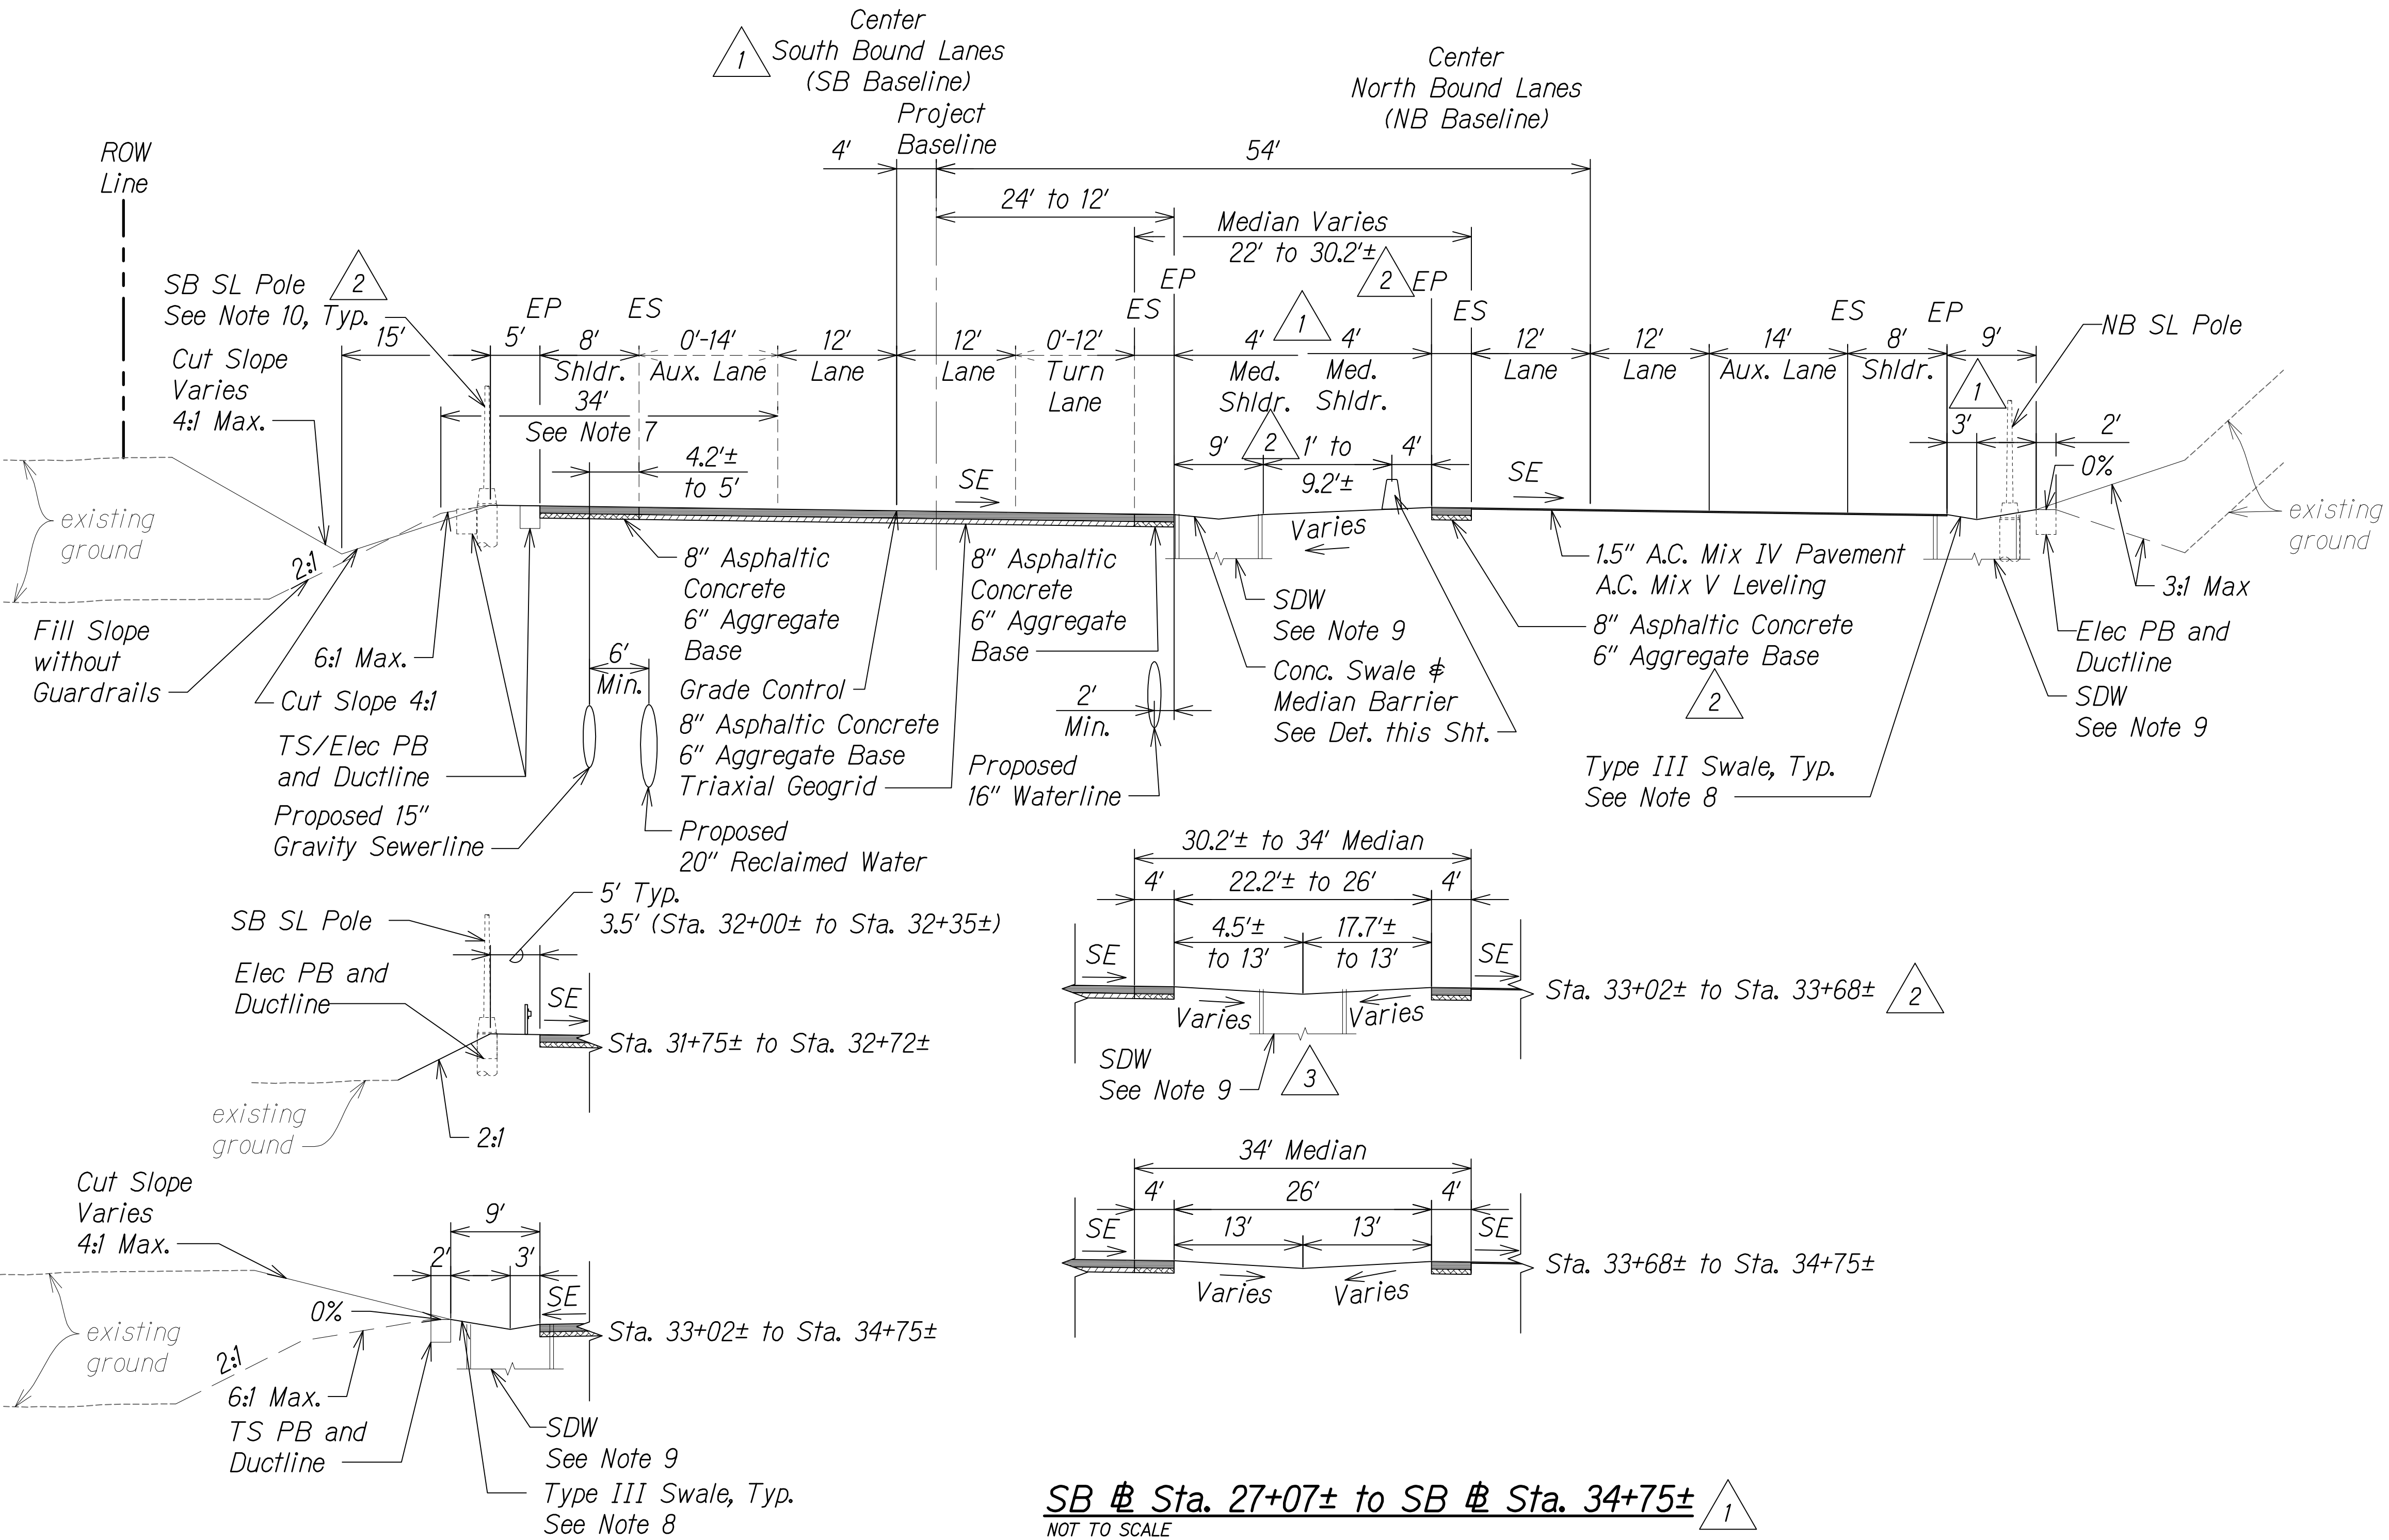 Center
South Bound Lanes
(SB Baseline)
1
Project
Baseline
Center
North Bound Lanes
(NB Baseline)
ROW
Line
4'
54'
24' to 12'
Median Varies
22' to 30.2'±
2
SB SL Pole
See Note 10, Typ.
2
15'
5'
EP
8'
Shldr.
ES
0'-14'
Aux. Lane
12'
Lane
12'
Lane
0'-12'
Turn
Lane
ES
EP
4'
Med.
Shldr.
1
4'
Med.
Shldr.
EP
ES
12'
Lane
12'
Lane
14'
Aux. Lane
ES
8'
Shldr.
EP
9'
NB SL Pole
1
Cut Slope
Varies
4:1 Max.
34'
See Note 7
4.2'±
to 5'
SE
9'
2
1' to
9.2'±
4'
SE
3'
2'
0%
existing
ground
existing
ground
2:1
Varies
8" Asphaltic
Concrete
6" Aggregate
Base
8" Asphaltic
Concrete
6" Aggregate
Base
1.5" A.C. Mix IV Pavement
A.C. Mix V Leveling
3:1 Max
Fill Slope
without
Guardrails
6:1 Max.
Cut Slope 4:1
6'
Min.
Grade Control
SDW
See Note 9
8" Asphaltic Concrete
6" Aggregate Base
2
Elec PB and
Ductline
SDW
See Note 9
TS/Elec PB
and Ductline
8" Asphaltic Concrete
6" Aggregate Base
Triaxial Geogrid
2'
Min.
Conc. Swale &
Median Barrier
See Det. this Sht.
Proposed
16" Waterline
Type III Swale, Typ.
See Note 8
Proposed 15"
Gravity Sewerline
Proposed
20" Reclaimed Water
5' Typ.
3.5' (Sta. 32+00± to Sta. 32+35±)
SB SL Pole
Elec PB and
Ductline
SE
Sta. 31+75± to Sta. 32+72±
existing
ground
2:1
30.2'± to 34' Median
4'
22.2'± to 26'
4'
4.5'±
to 13'
17.7'±
to 13'
SE
SE
Varies
Varies
Sta. 33+02± to Sta. 33+68±
2
SDW
See Note 9
3
34' Median
4'
26'
4'
SE
13'
13'
SE
Varies
Varies
Sta. 33+68± to Sta. 34+75±
Cut Slope
Varies
4:1 Max.
9'
2'
3'
0%
SE
Sta. 33+02± to Sta. 34+75±
existing
ground
2:1
6:1 Max.
TS PB and
Ductline
SDW
See Note 9
Type III Swale, Typ.
See Note 8
SB BL Sta. 27+07± to SB BL Sta. 34+75±
1
NOT TO SCALE